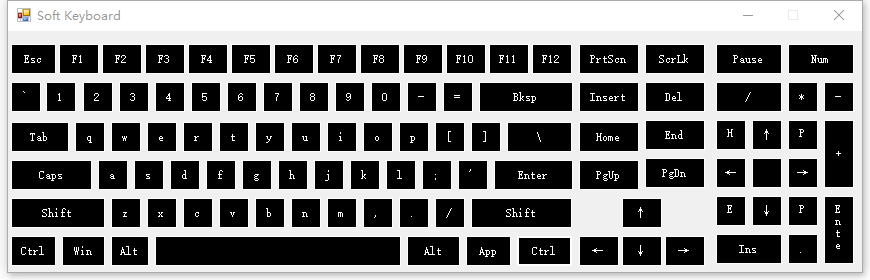 Soft Keyboard
Esc F1 F2 F3 F4 F5 F6 F7 F8 F9 F10 F11 F12 PrtScn ScrLk Pause Num
` 1 2 3 4 5 6 7 8 9 0 - = Bksp Insert Del / * -
Tab q w e r t y u i o p [ ] \ Home End H ↑ P +
Caps a s d f g h j k l ; ' Enter PgUp PgDn ← →
Shift z x c v b n m , . / Shift ↑ E ↓ P Ente
Ctrl Win Alt Alt App Ctrl ← ↓ → Ins .